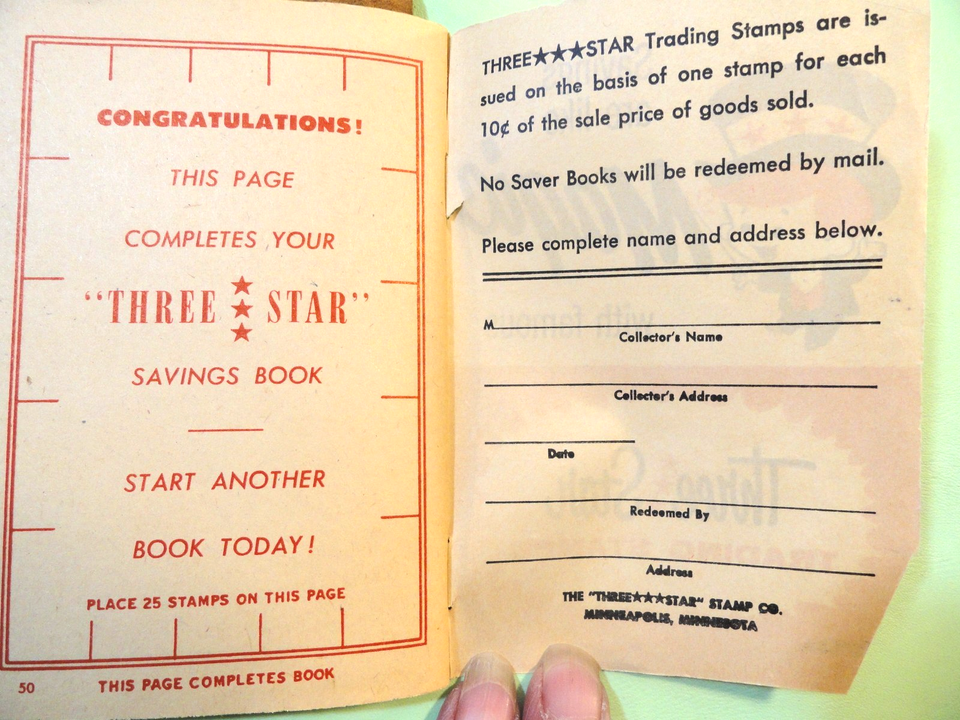 CONGRATULATIONS!
THIS PAGE
COMPLETES YOUR
"THREE ★★★ STAR"
SAVINGS BOOK
START ANOTHER
BOOK TODAY!
PLACE 25 STAMPS ON THIS PAGE
50 THIS PAGE COMPLETES BOOK
THREE★★★STAR Trading Stamps are is-
sued on the basis of one stamp for each
10¢ of the sale price of goods sold.
No Saver Books will be redeemed by mail.
Please complete name and address below.
M
Collector's Name
Collector's Address
Date
Redeemed By
Address
THE "THREE★★★STAR" STAMP CO.
MINNEAPOLIS, MINNESOTA